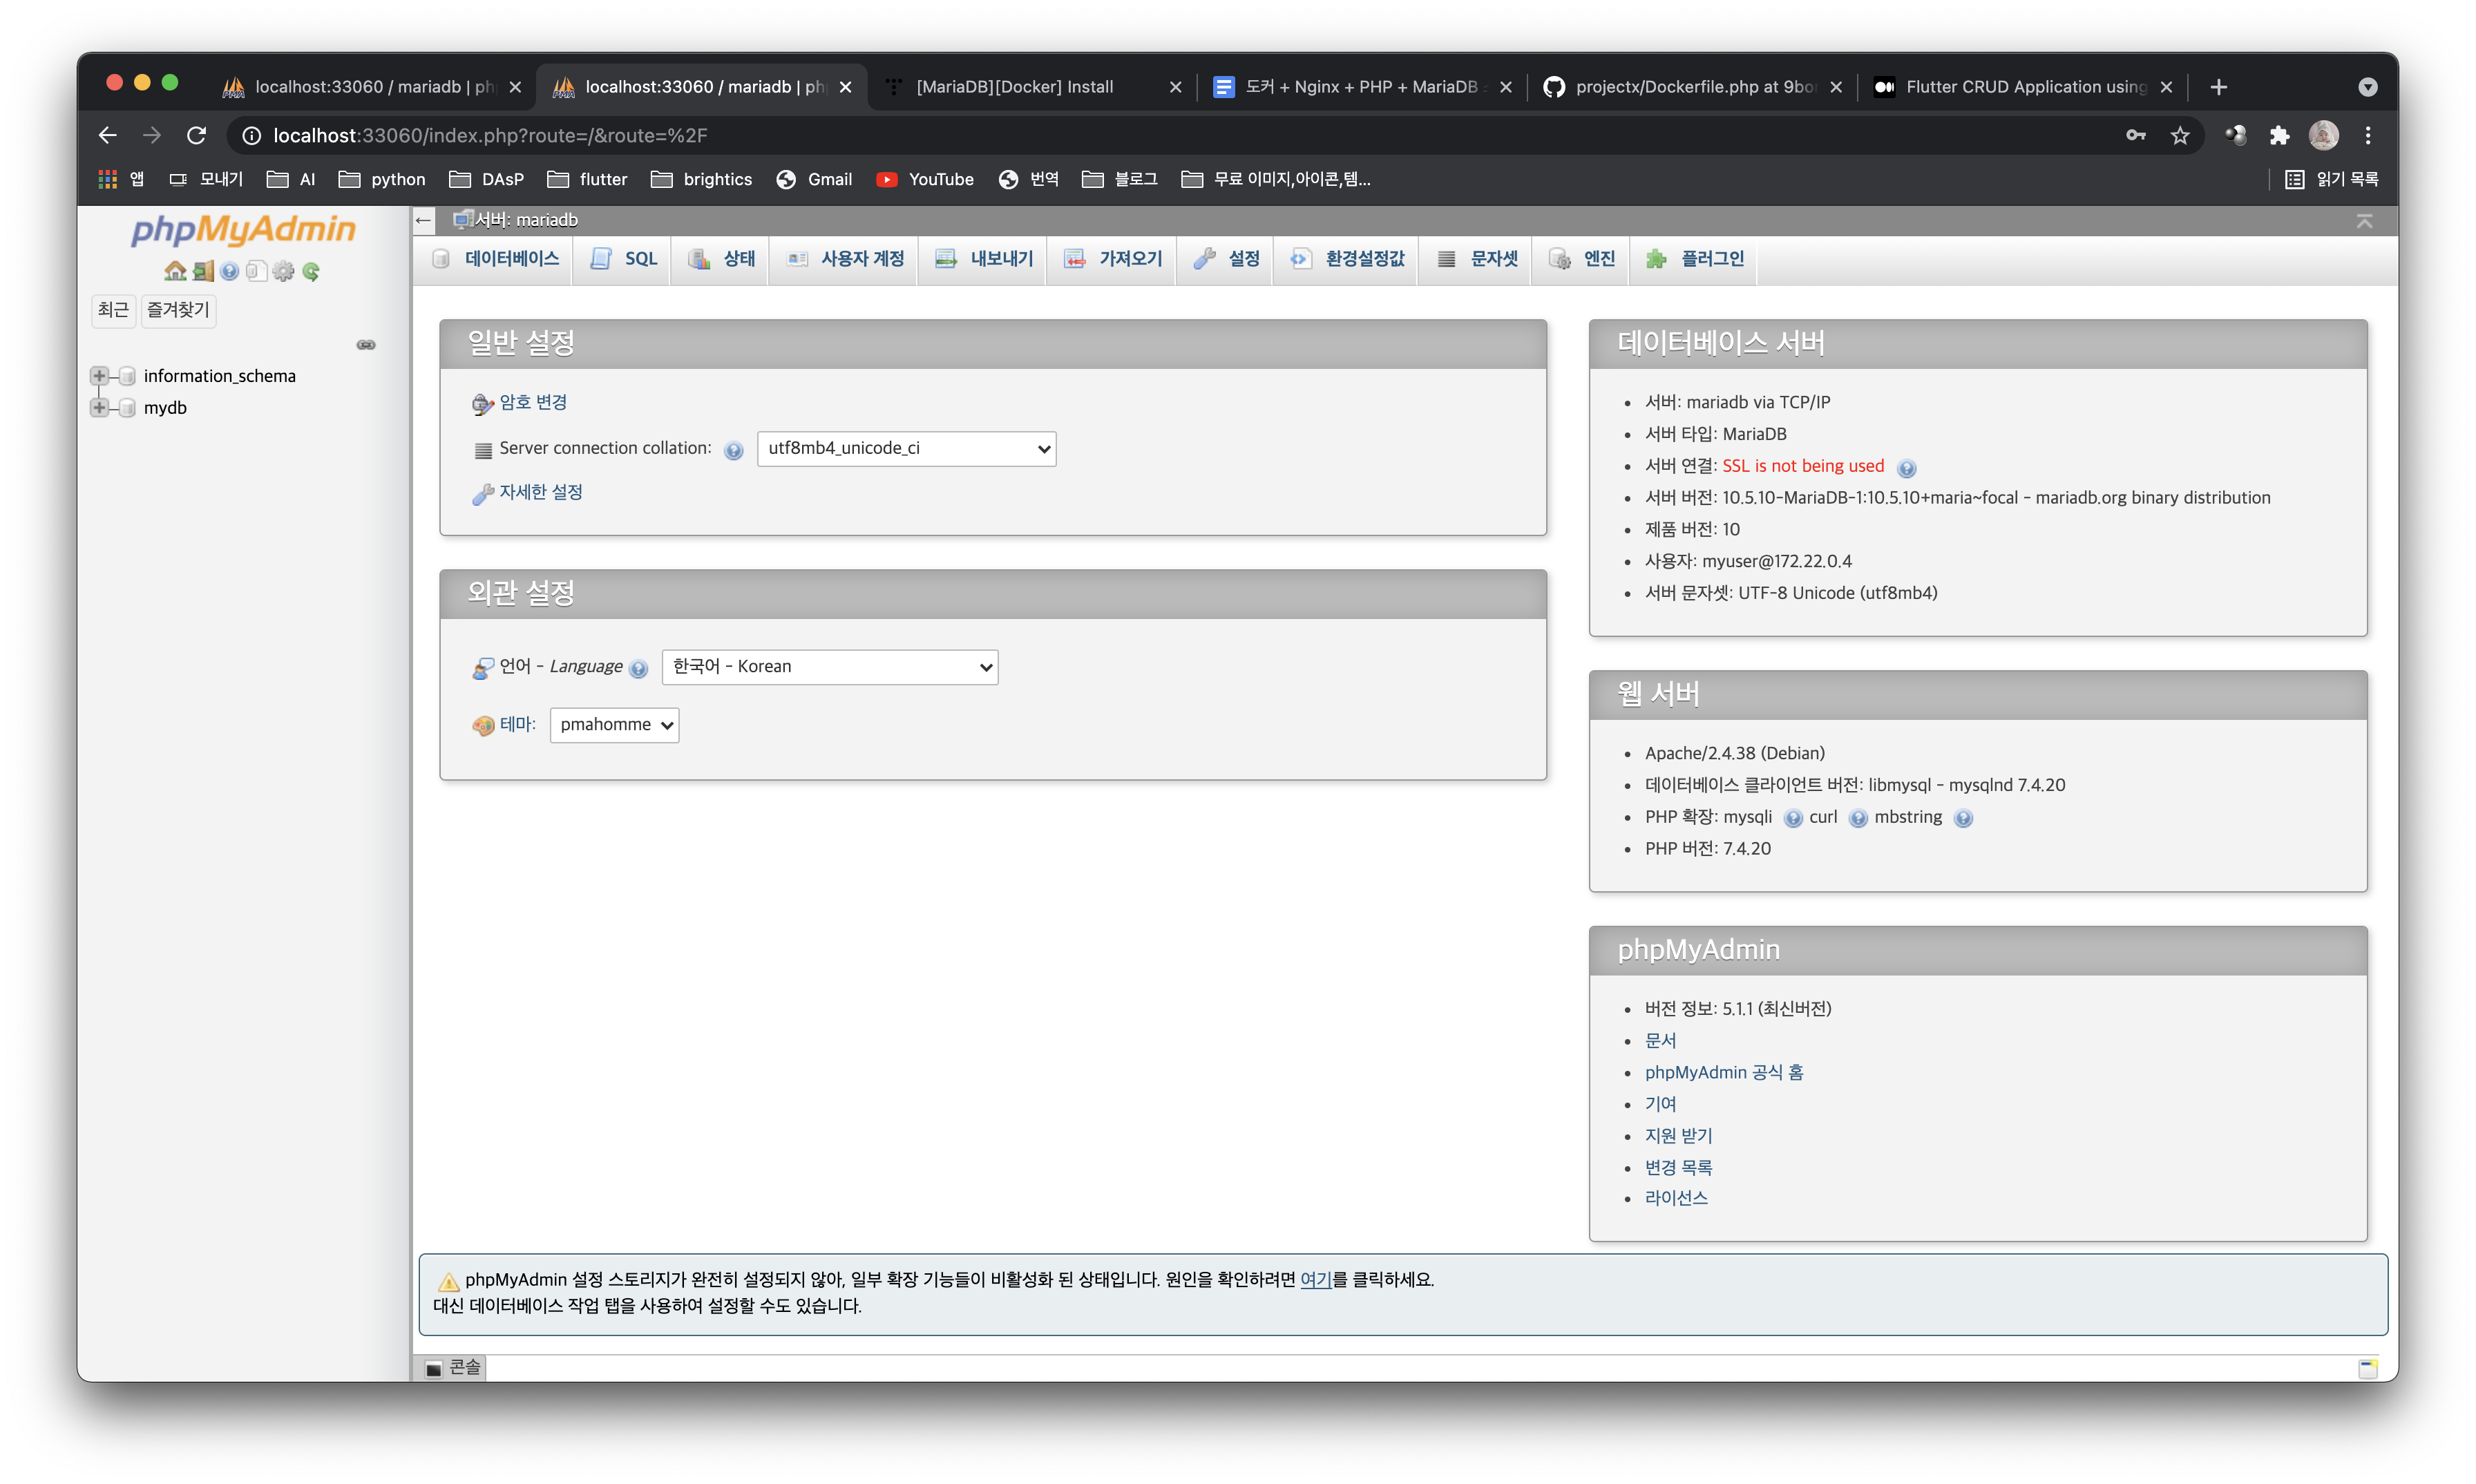 localhost:33060 / mariadb | ph
localhost:33060 / mariadb | ph
[MariaDB][Docker] Install
도커 + Nginx + PHP + MariaDB
projectx/Dockerfile.php at 9bo
Flutter CRUD Application using
localhost:33060/index.php?route=/&route=%2F
앱
모내기
AI
python
DAsP
flutter
brightics
Gmail
YouTube
번역
블로그
무료 이미지,아이콘,템...
읽기 목록
phpMyAdmin
최근
즐겨찾기
information_schema
mydb
서버: mariadb
데이터베이스
SQL
상태
사용자 계정
내보내기
가져오기
설정
환경설정값
문자셋
엔진
플러그인
일반 설정
암호 변경
Server connection collation:
utf8mb4_unicode_ci
자세한 설정
외관 설정
언어 - Language
한국어 - Korean
테마:
pmahomme
데이터베이스 서버
서버: mariadb via TCP/IP
서버 타입: MariaDB
서버 연결: SSL is not being used
서버 버전: 10.5.10-MariaDB-1:10.5.10+maria~focal - mariadb.org binary distribution
제품 버전: 10
사용자: myuser@172.22.0.4
서버 문자셋: UTF-8 Unicode (utf8mb4)
웹 서버
Apache/2.4.38 (Debian)
데이터베이스 클라이언트 버전: libmysql - mysqlnd 7.4.20
PHP 확장: mysqli curl mbstring
PHP 버전: 7.4.20
phpMyAdmin
버전 정보: 5.1.1 (최신버전)
문서
phpMyAdmin 공식 홈
기여
지원 받기
변경 목록
라이선스
phpMyAdmin 설정 스토리지가 완전히 설정되지 않아, 일부 확장 기능들이 비활성화 된 상태입니다. 원인을 확인하려면 여기를 클릭하세요.
대신 데이터베이스 작업 탭을 사용하여 설정할 수도 있습니다.
콘솔